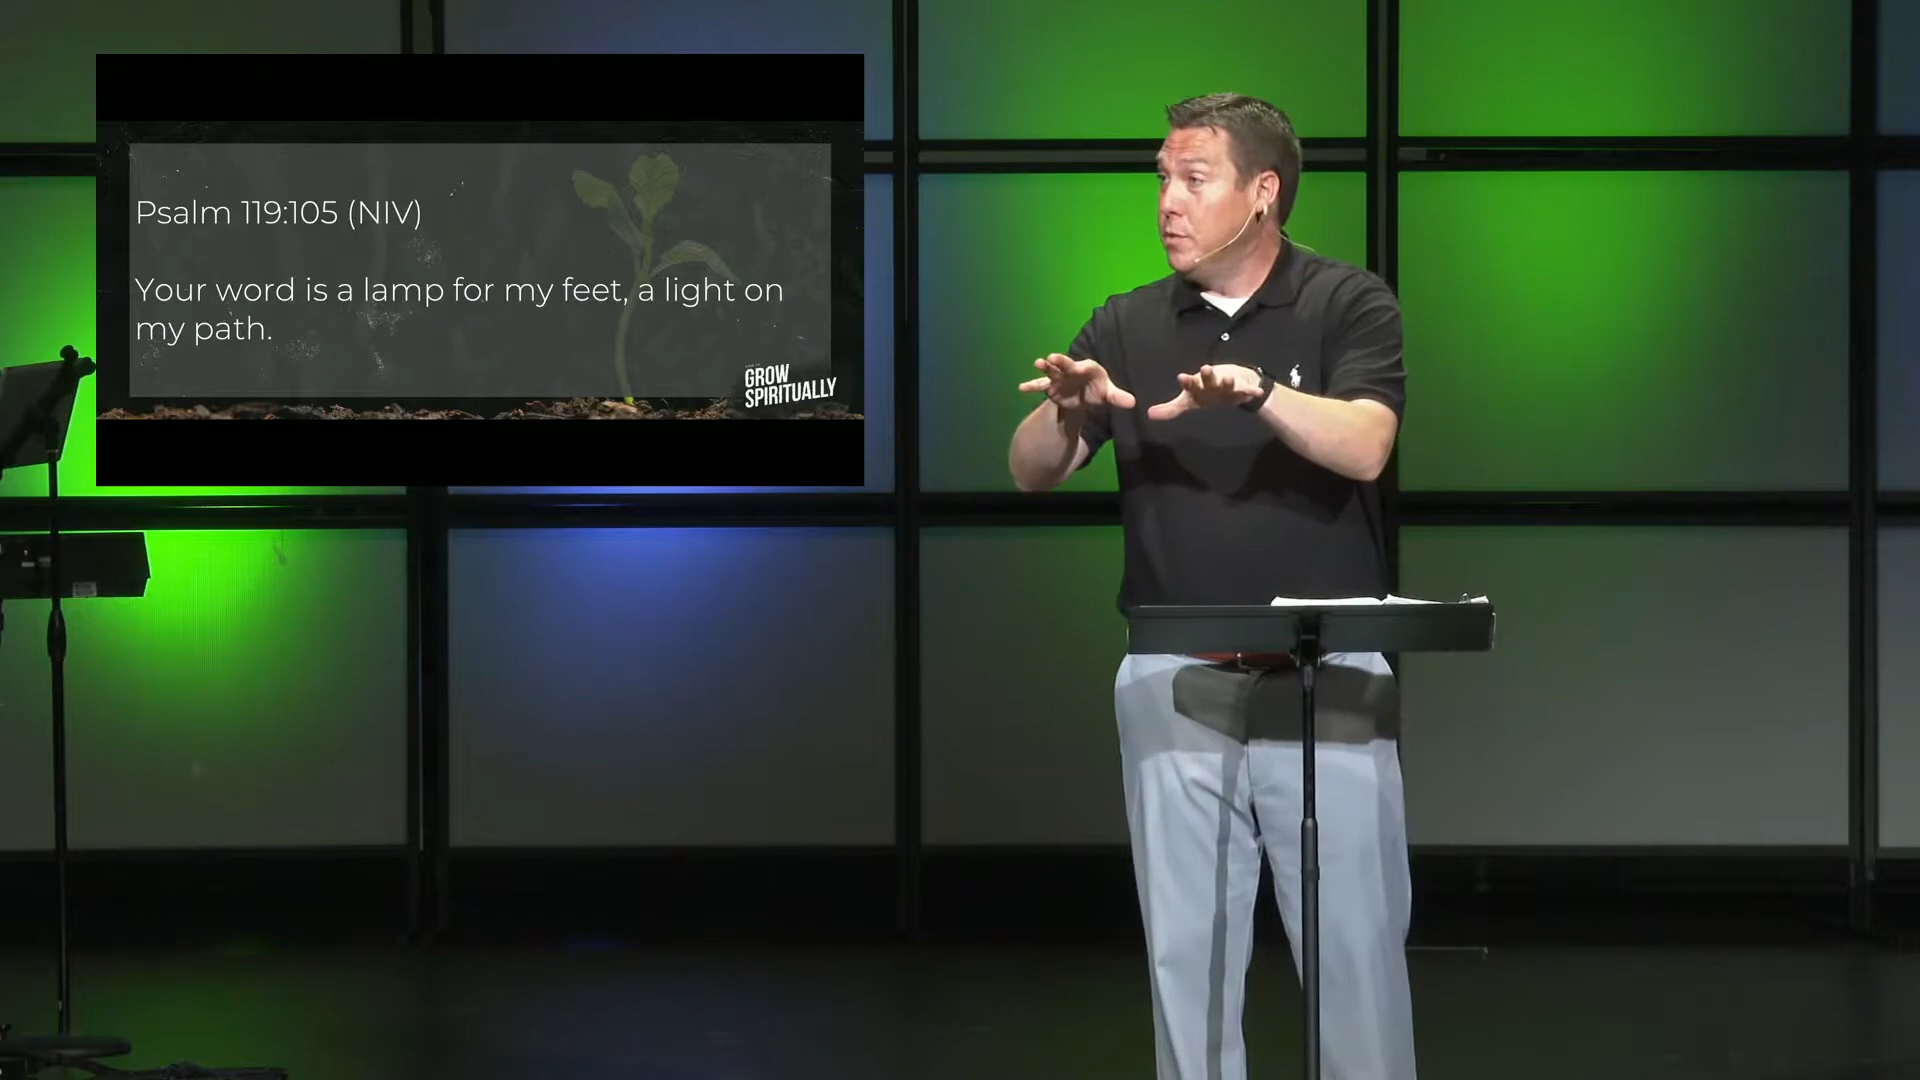 Psalm 119:105 (NIV)
Your word is a lamp for my feet, a light on
my path.
GROW
SPIRITUALLY